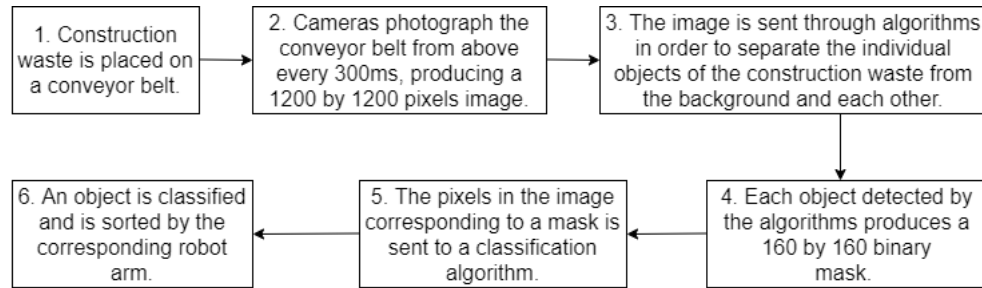 1. Construction
waste is placed on
a conveyor belt.
2. Cameras photograph the
conveyor belt from above
every 300ms, producing a
1200 by 1200 pixels image.
3. The image is sent through algorithms
in order to separate the individual
objects of the construction waste from
the background and each other.
4. Each object detected by
the algorithms produces a
160 by 160 binary
mask.
5. The pixels in the image
corresponding to a mask is
sent to a classification
algorithm.
6. An object is classified
and is sorted by the
corresponding robot
arm.